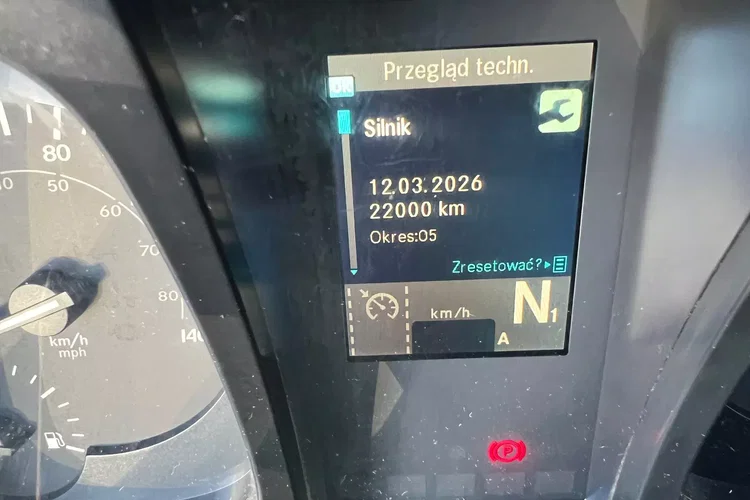 Przegląd techn.
OK
Silnik
12.03.2026
22000 km
Okres:05
Zresetować?
km/h
N1
A
80
50
60
70
80
140
km/h
mph
P